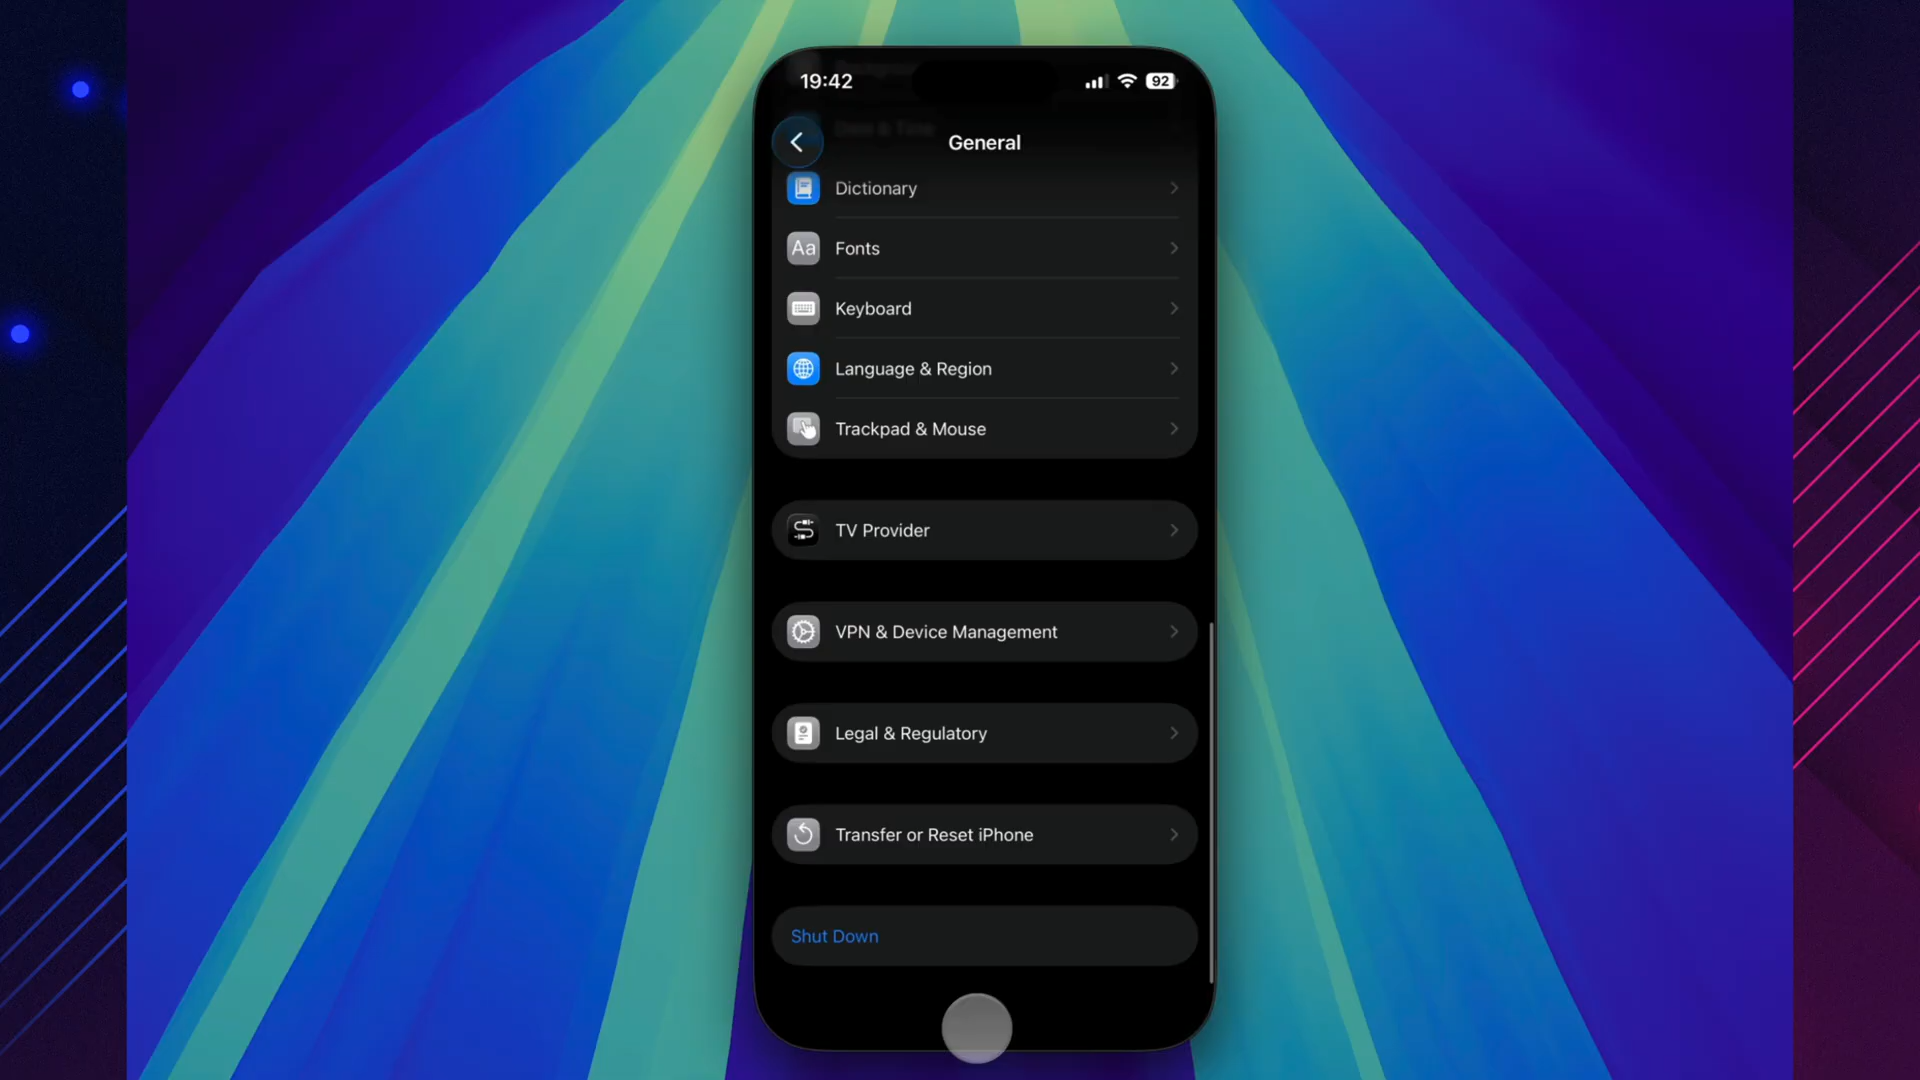 19:42
92
General
Dictionary
Aa
Fonts
Keyboard
Language & Region
Trackpad & Mouse
TV Provider
VPN & Device Management
Legal & Regulatory
Transfer or Reset iPhone
Shut Down